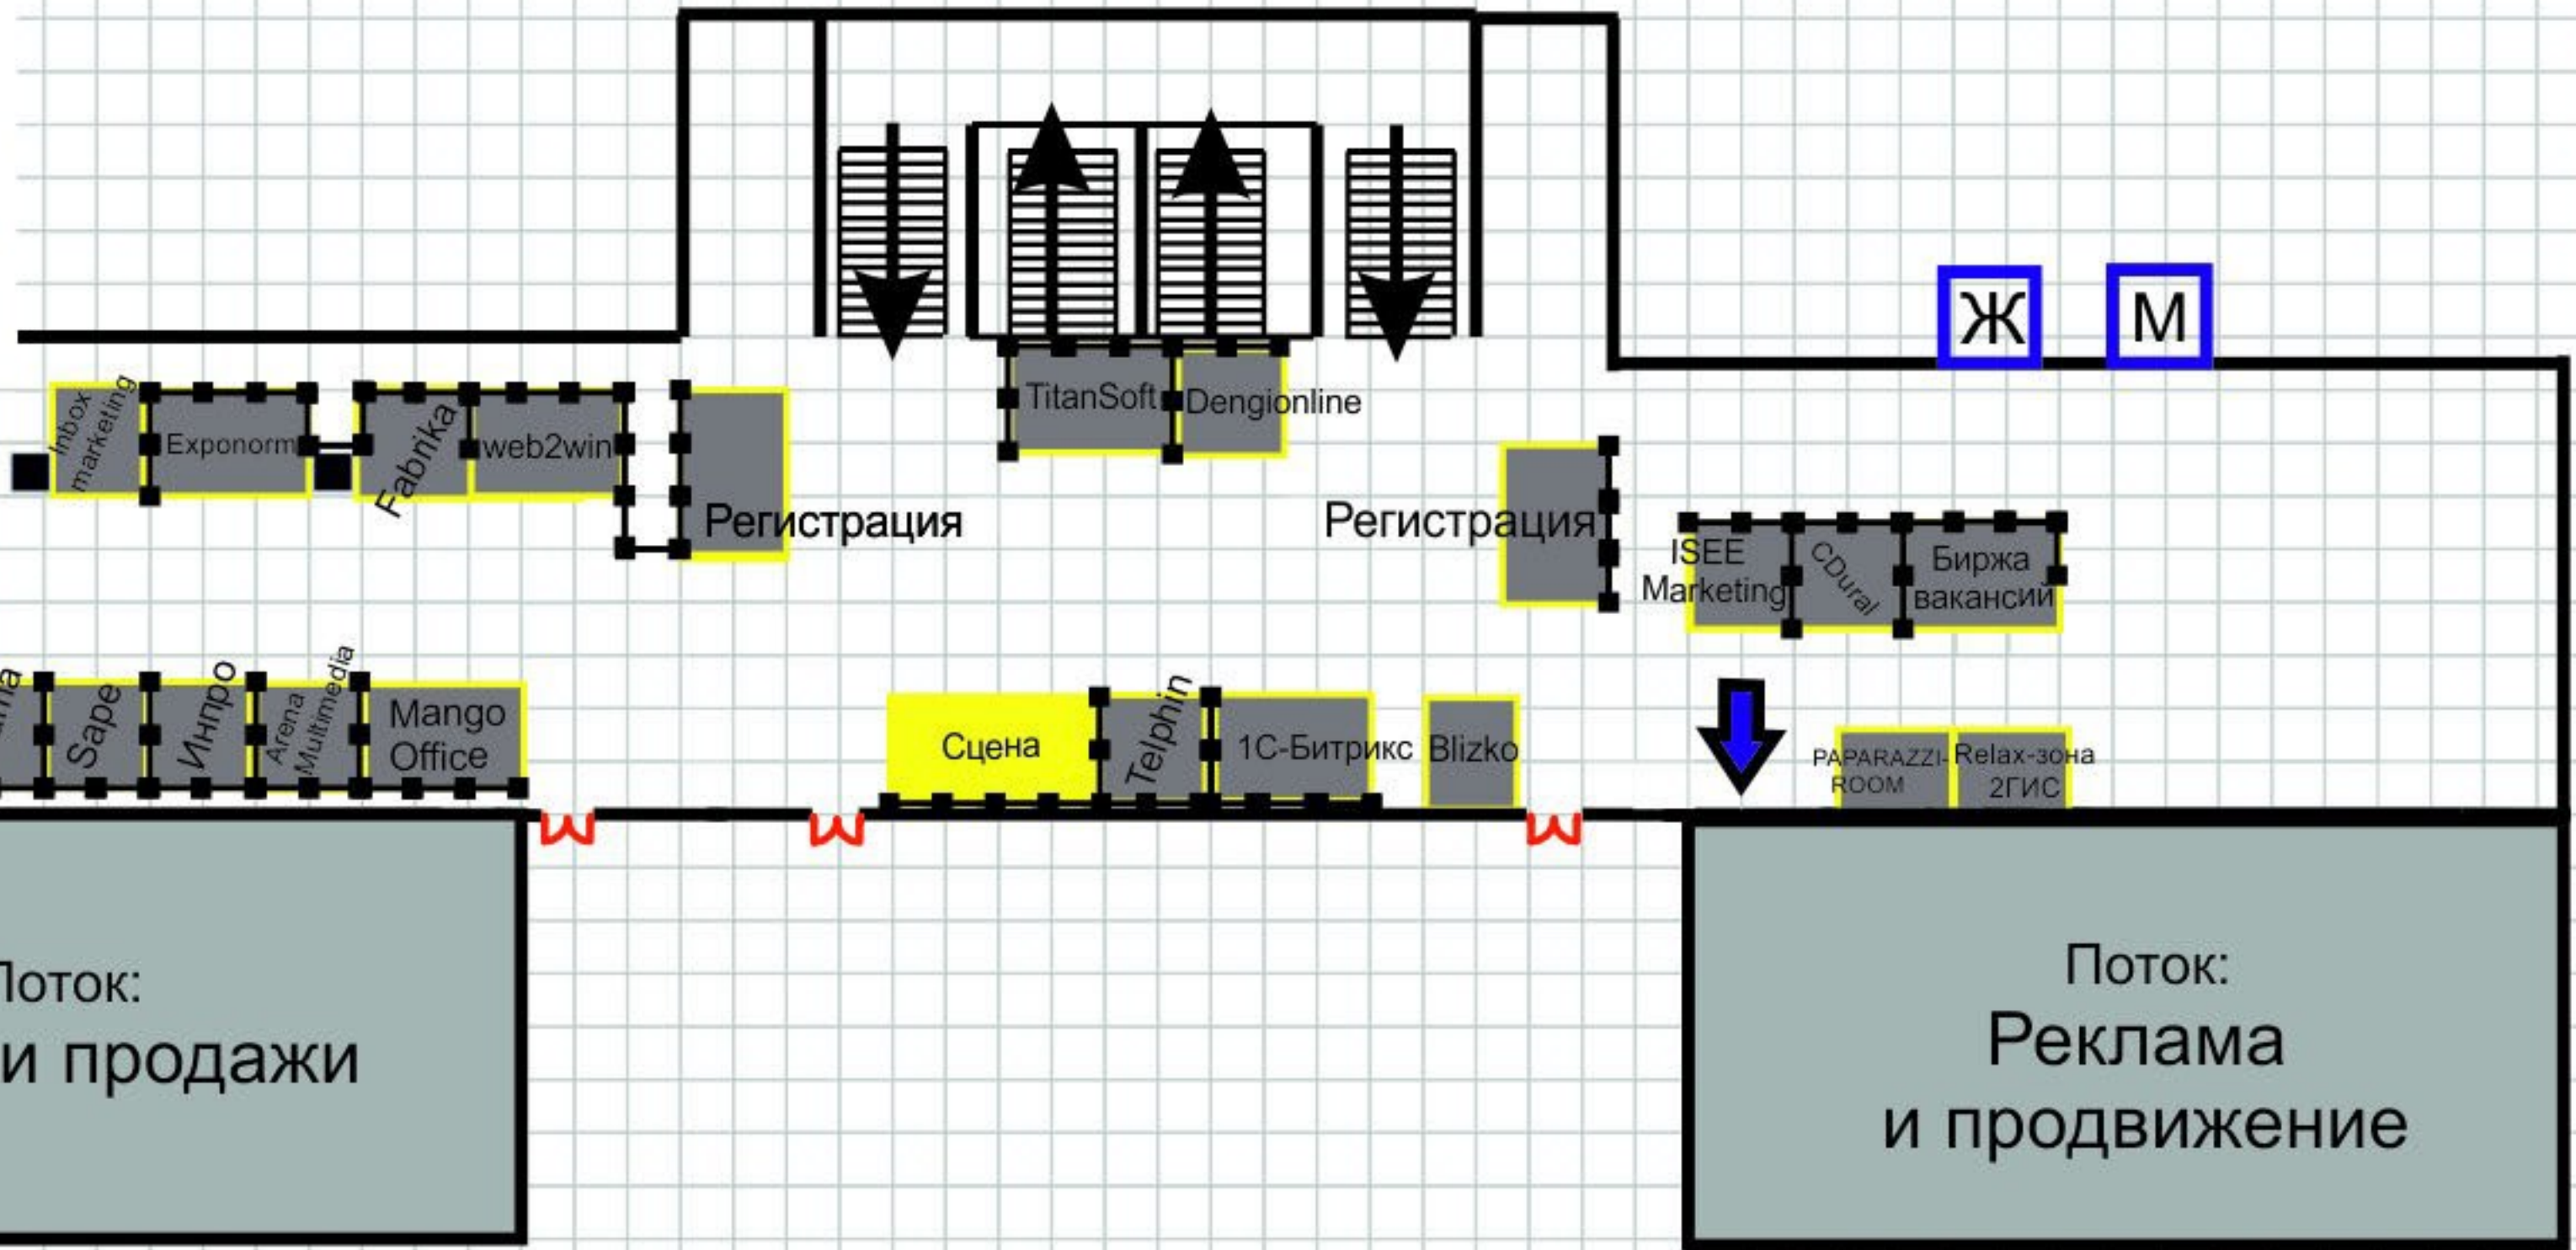 Ж
М
Inbox
marketing
Exponorm
Fabrika
web2win
Регистрация
TitanSoft
Dengionline
Регистрация
ISEE
Marketing
CDural
Биржа
вакансий
Sape
Инпро
Arena
Multimedia
Mango
Office
Сцена
Telphin
1С-Битрикс
Blizko
PAPARAZZI-
ROOM
Relax-зона
2ГИС
Поток:
и продажи
Поток:
Реклама
и продвижение